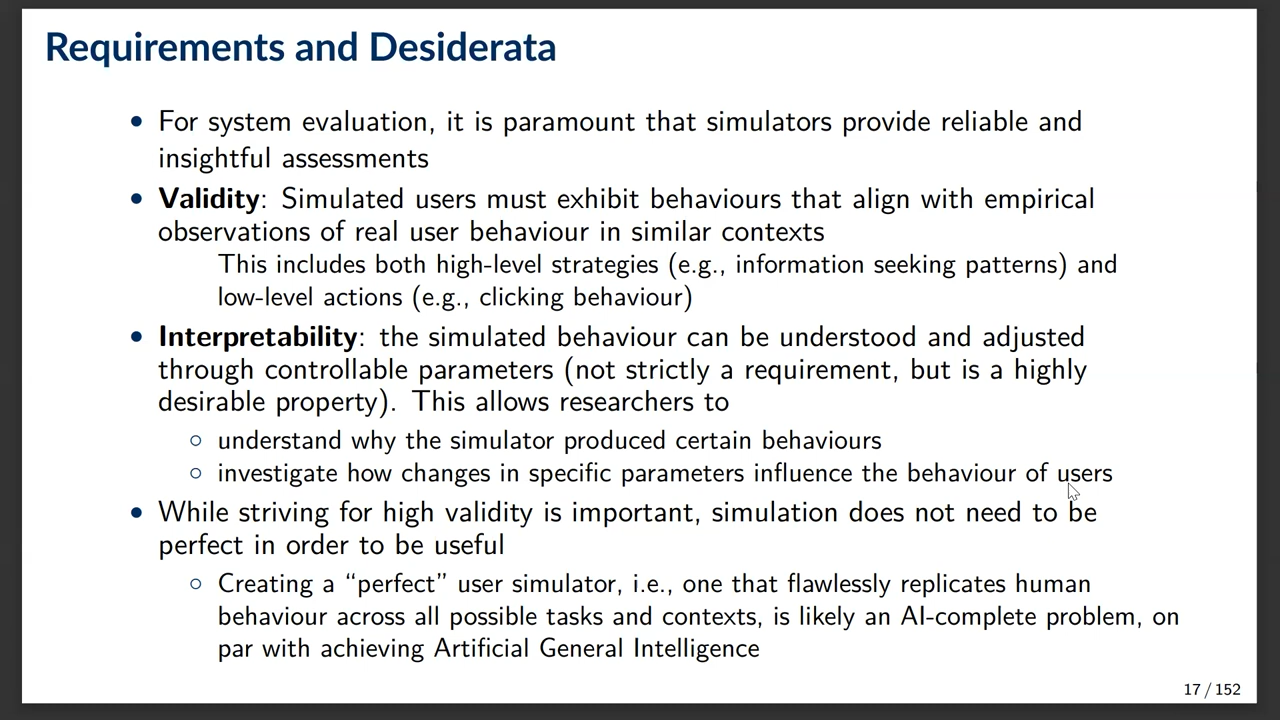 Requirements and Desiderata
• For system evaluation, it is paramount that simulators provide reliable and
insightful assessments
• Validity: Simulated users must exhibit behaviours that align with empirical
observations of real user behaviour in similar contexts
This includes both high-level strategies (e.g., information seeking patterns) and
low-level actions (e.g., clicking behaviour)
• Interpretability: the simulated behaviour can be understood and adjusted
through controllable parameters (not strictly a requirement, but is a highly
desirable property). This allows researchers to
○ understand why the simulator produced certain behaviours
○ investigate how changes in specific parameters influence the behaviour of users
• While striving for high validity is important, simulation does not need to be
perfect in order to be useful
○ Creating a “perfect” user simulator, i.e., one that flawlessly replicates human
behaviour across all possible tasks and contexts, is likely an AI-complete problem, on
par with achieving Artificial General Intelligence
17 / 152